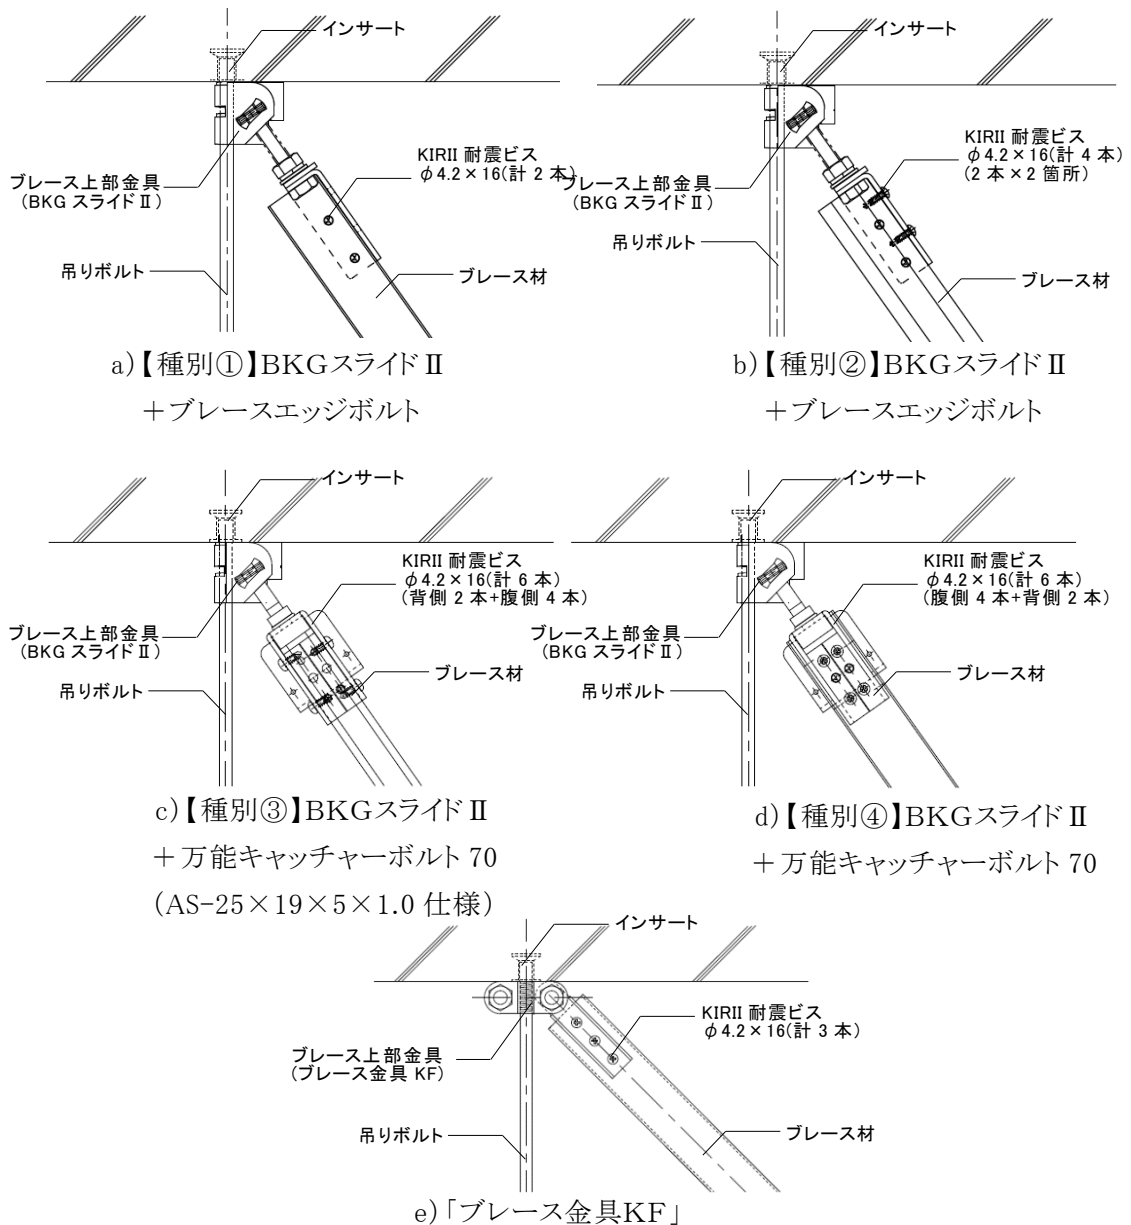 インサート
KIRII 耐震ビス
φ4.2×16(計 2 本)
ブレース上部金具
(BKG スライドⅡ)
吊りボルト
ブレース材
a)【種別①】BKGスライドⅡ
＋ブレースエッジボルト
インサート
KIRII 耐震ビス
φ4.2×16(計 4 本)
(2 本×2 箇所)
ブレース上部金具
(BKG スライドⅡ)
吊りボルト
ブレース材
b)【種別②】BKGスライドⅡ
＋ブレースエッジボルト
インサート
KIRII 耐震ビス
φ4.2×16(計 6 本)
(背側 2 本+腹側 4 本)
ブレース上部金具
(BKG スライドⅡ)
ブレース材
吊りボルト
c)【種別③】BKGスライドⅡ
＋万能キャッチャーボルト 70
(AS-25×19×5×1.0 仕様)
インサート
KIRII 耐震ビス
φ4.2×16(計 6 本)
(腹側 4 本+背側 2 本)
ブレース上部金具
(BKG スライドⅡ)
ブレース材
吊りボルト
d)【種別④】BKGスライドⅡ
＋万能キャッチャーボルト 70
インサート
KIRII 耐震ビス
φ4.2×16(計 3 本)
ブレース上部金具
(ブレース金具 KF)
吊りボルト
ブレース材
e)「ブレース金具KF」